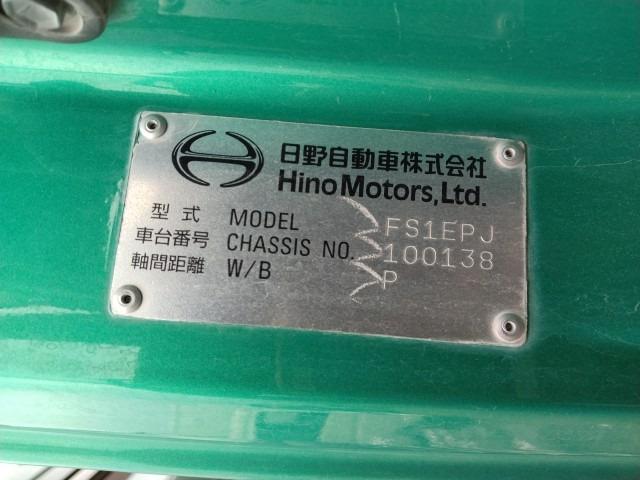 日野自動車株式会社
Hino Motors, Ltd.
型式 MODEL FS1EPJ
車台番号 CHASSIS NO. 100138
軸間距離 W/B P